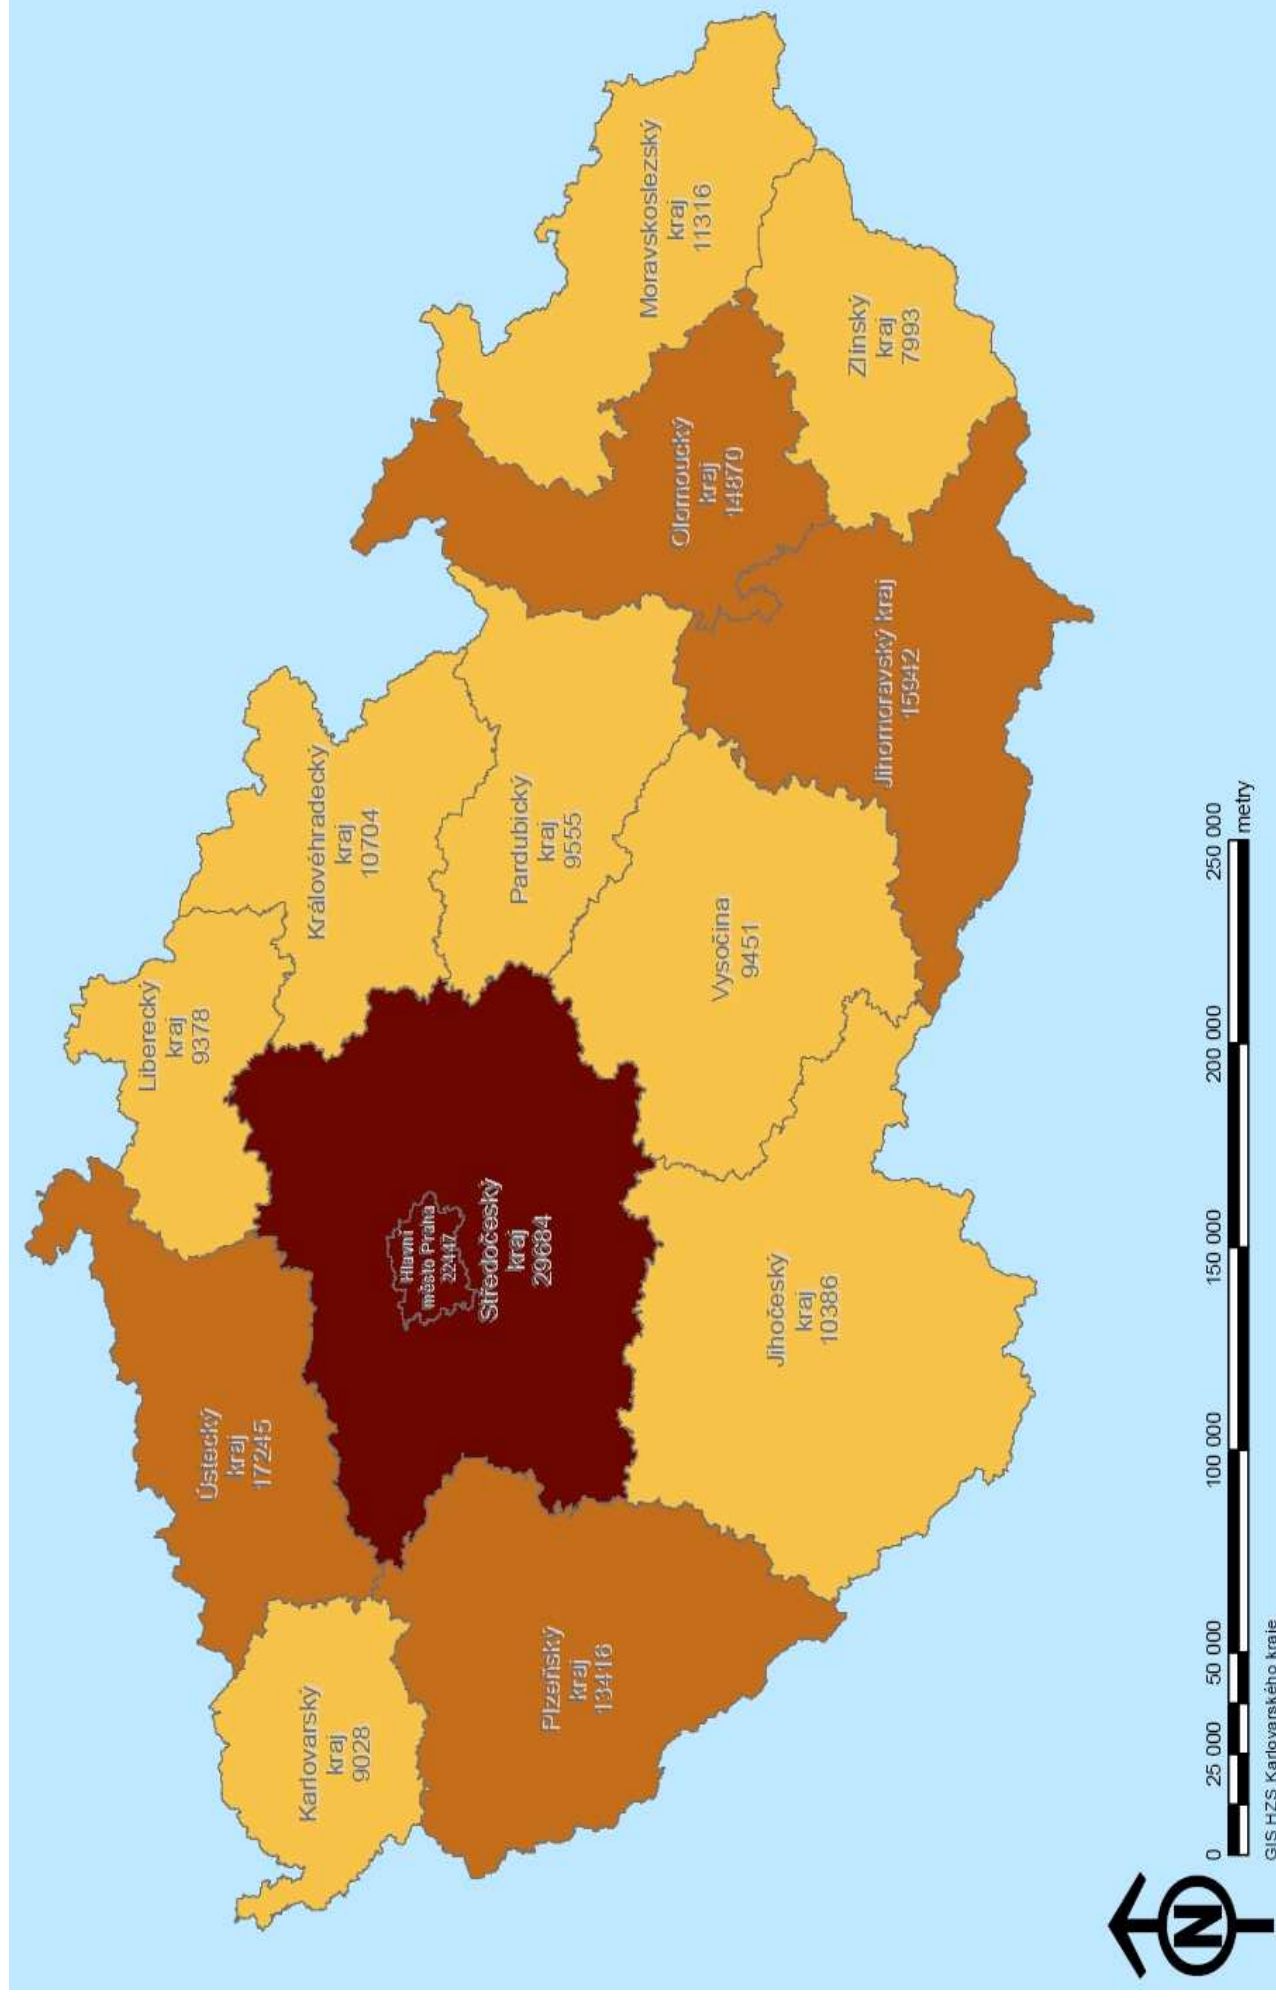 Liberecký
kraj
9378
Ústecký
kraj
17245
Královéhradecký
kraj
10704
Karlovarský
kraj
9028
Hlavní
město Praha
22447
Středočeský
kraj
29684
Pardubický
kraj
9555
Plzeňský
kraj
13416
Moravskoslezský
kraj
11316
Olomoucký
kraj
14870
Vysočina
9451
Jihočeský
kraj
10386
Zlínský
kraj
7993
Jihomoravský kraj
15942
N
0 25 000 50 000 100 000 150 000 200 000 250 000
metry
GIS HZS Karlovarského kraje